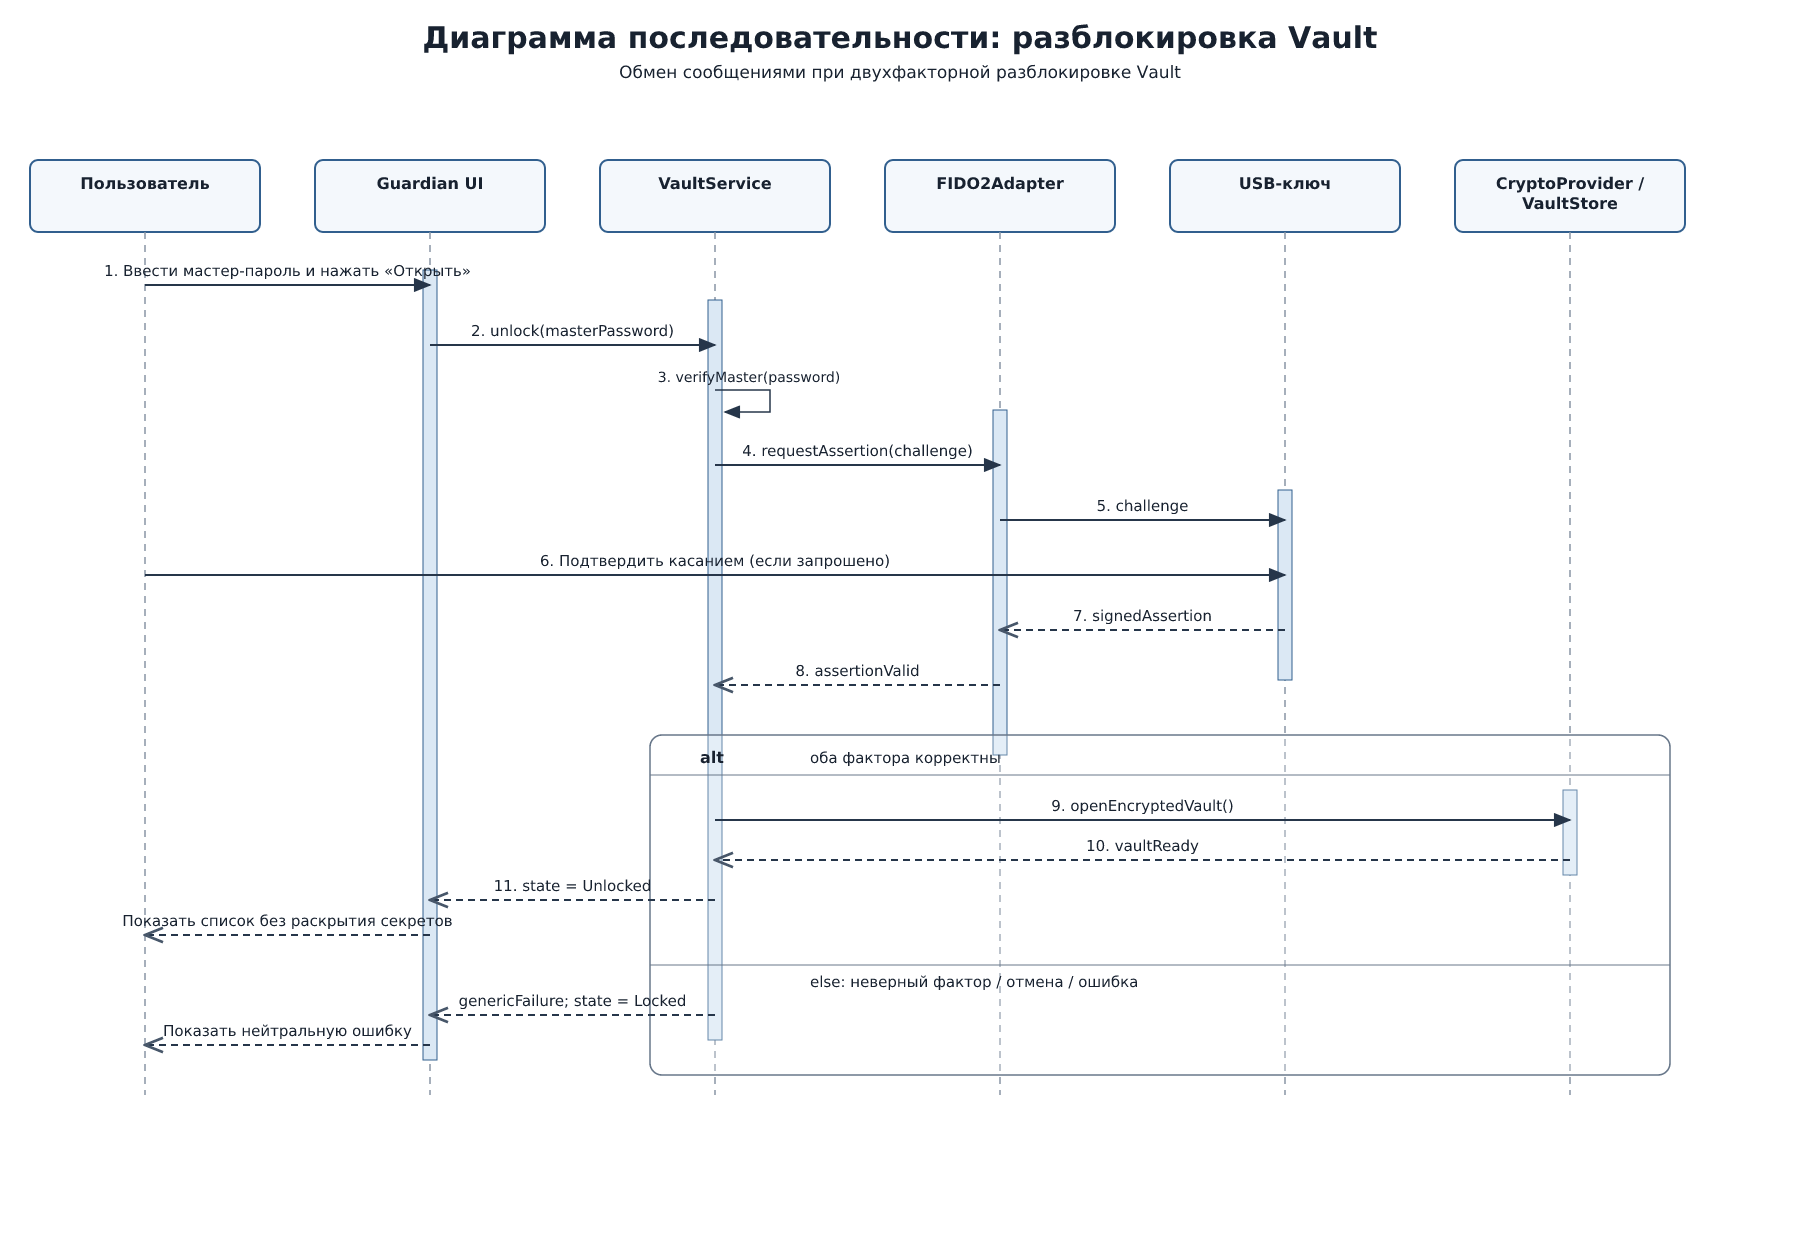 Диаграмма последовательности: разблокировка Vault
Обмен сообщениями при двухфакторной разблокировке Vault
Пользователь
Guardian UI
VaultService
FIDO2Adapter
USB-ключ
CryptoProvider /
VaultStore
1. Ввести мастер-пароль и нажать «Открыть»
2. unlock(masterPassword)
3. verifyMaster(password)
4. requestAssertion(challenge)
5. challenge
6. Подтвердить касанием (если запрошено)
7. signedAssertion
8. assertionValid
alt
оба фактора корректны
9. openEncryptedVault()
10. vaultReady
11. state = Unlocked
Показать список без раскрытия секретов
else: неверный фактор / отмена / ошибка
genericFailure; state = Locked
Показать нейтральную ошибку